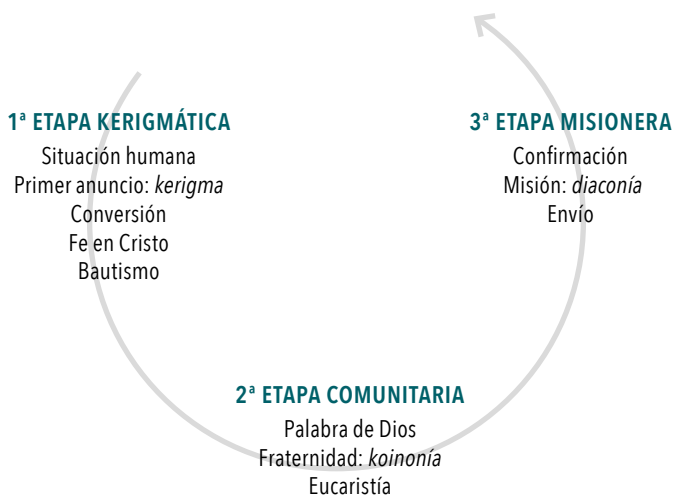 1ª ETAPA KERIGMÁTICA
Situación humana
Primer anuncio: kerigma
Conversión
Fe en Cristo
Bautismo
2ª ETAPA COMUNITARIA
Palabra de Dios
Fraternidad: koinonía
Eucaristía
3ª ETAPA MISIONERA
Confirmación
Misión: diaconía
Envío